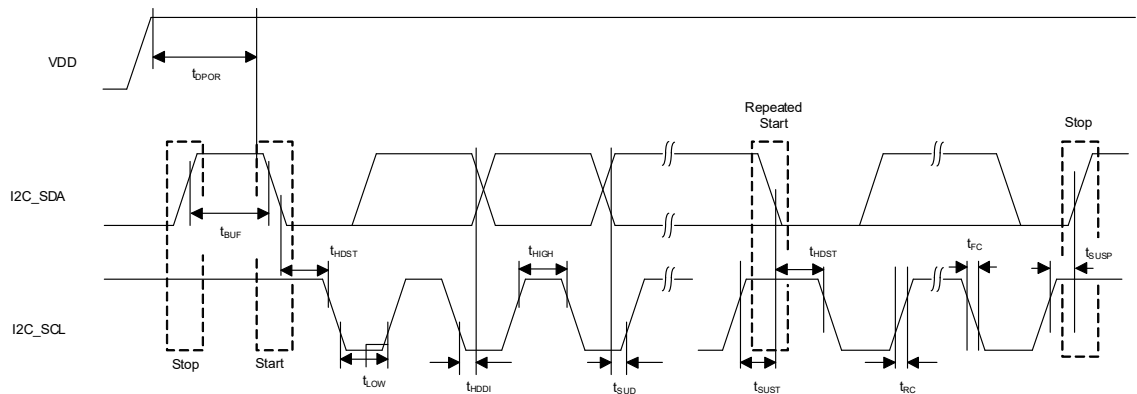 VDD
tDPOR
Repeated
Start
Stop
I2C_SDA
tBUF
tHDST
tHIGH
tHDST
tFC
tSUSP
I2C_SCL
Stop
Start
tLOW
tHDDI
tSUD
tSUST
tRC